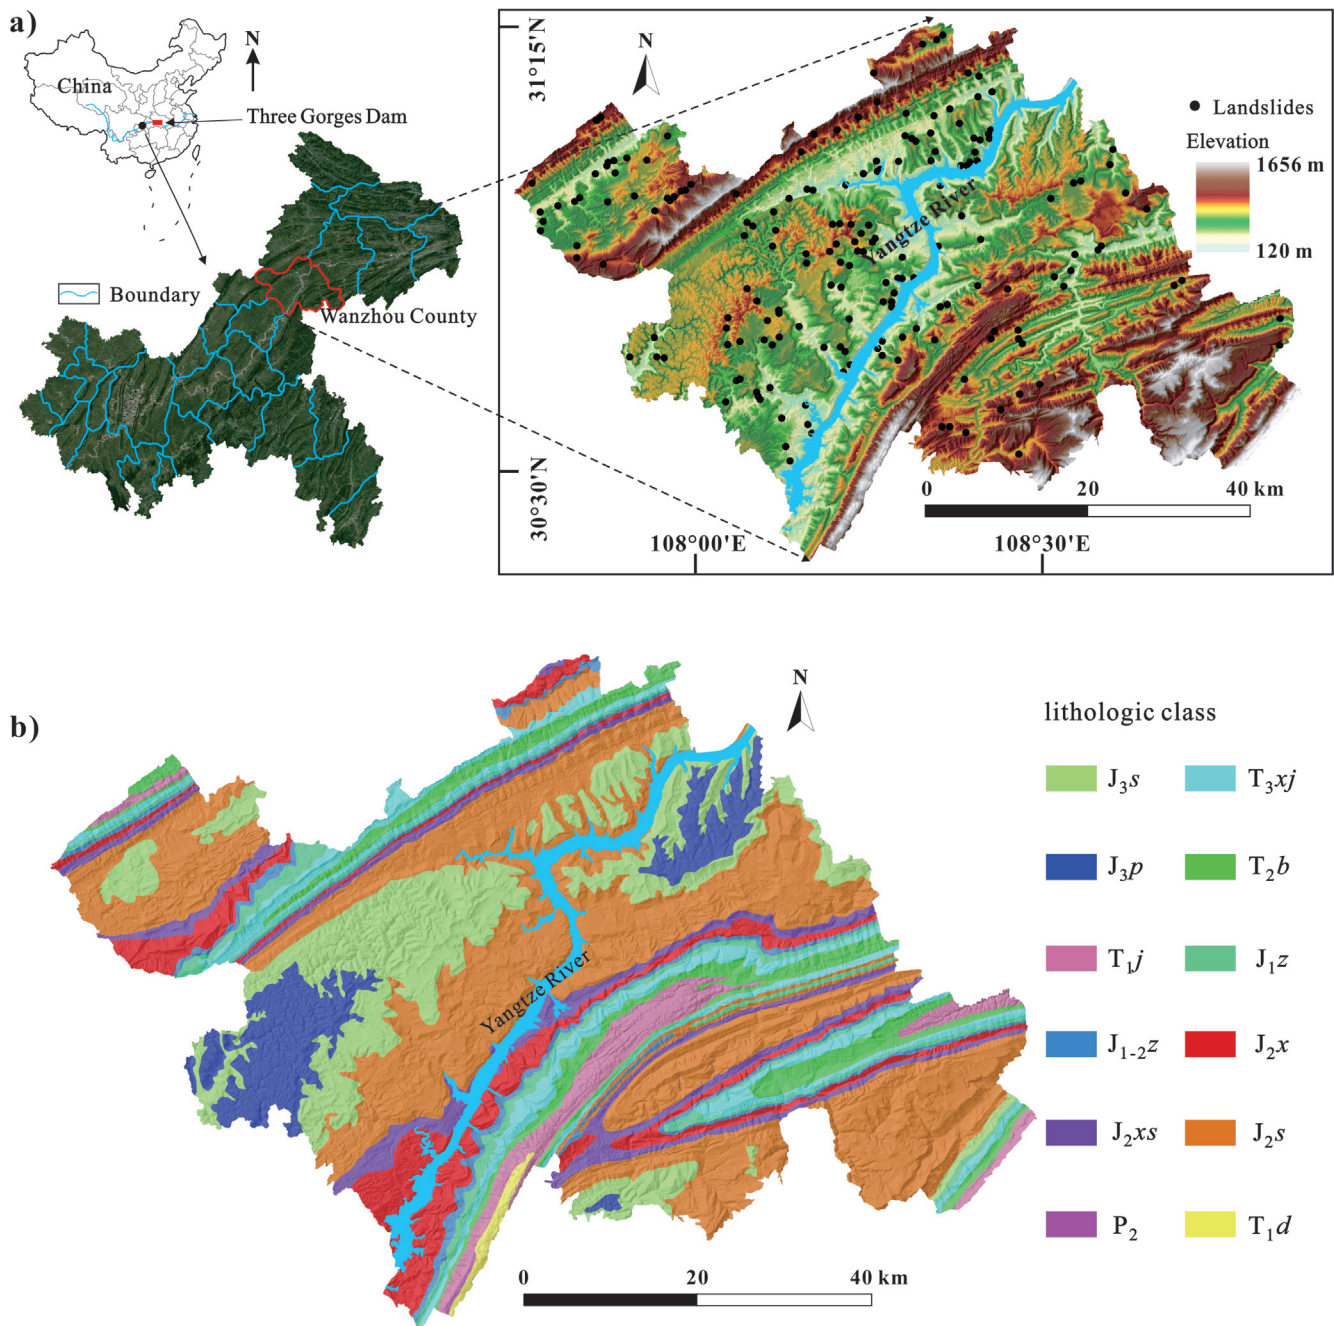 a)
China
N
Three Gorges Dam
Boundary
Wanzhou County
31°15'N
30°30'N
N
Landslides
Elevation
1656 m
120 m
Yangtze River
0 20 40 km
108°00'E 108°30'E
b)
N
Yangtze River
lithologic class
J₃s T₃xj
J₃p T₂b
T₁j J₁z
J₁₋₂z J₂x
J₂xs J₂s
P₂ T₁d
0 20 40 km